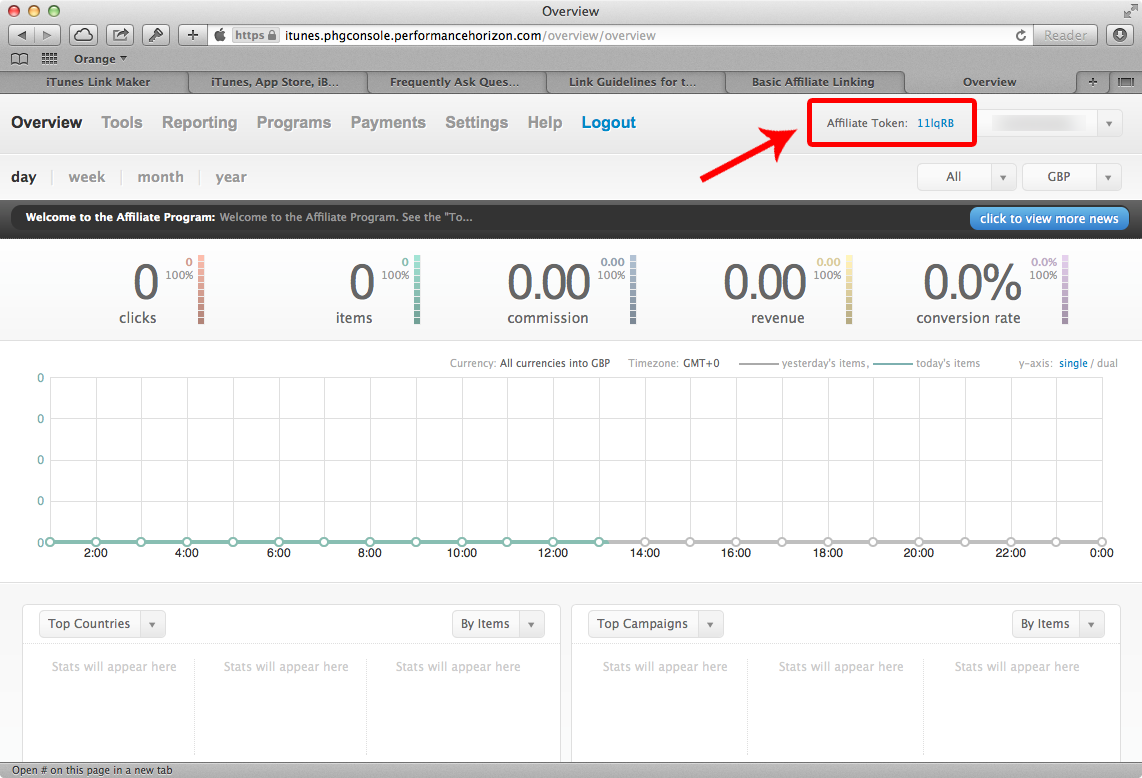 Overview
https itunes.phgconsole.performancehorizon.com/overview/overview Reader
Orange
iTunes Link Maker iTunes, App Store, iB... Frequently Ask Ques... Link Guidelines for t... Basic Affiliate Linking Overview
Overview Tools Reporting Programs Payments Settings Help Logout Affiliate Token: 11lqRB
day week month year All GBP
Welcome to the Affiliate Program: Welcome to the Affiliate Program. See the "To... click to view more news
0 0 100% 0 0 100% 0.00 0.00 100% 0.00 0.00 100% 0.0% 0.0% 100%
clicks items commission revenue conversion rate
Currency: All currencies into GBP Timezone: GMT+0 yesterday's items, today's items y-axis: single / dual
0
0
0
0
0
2:00 4:00 6:00 8:00 10:00 12:00 14:00 16:00 18:00 20:00 22:00 0:00
Top Countries By Items Top Campaigns By Items
Stats will appear here Stats will appear here Stats will appear here Stats will appear here Stats will appear here Stats will appear here
Open # on this page in a new tab